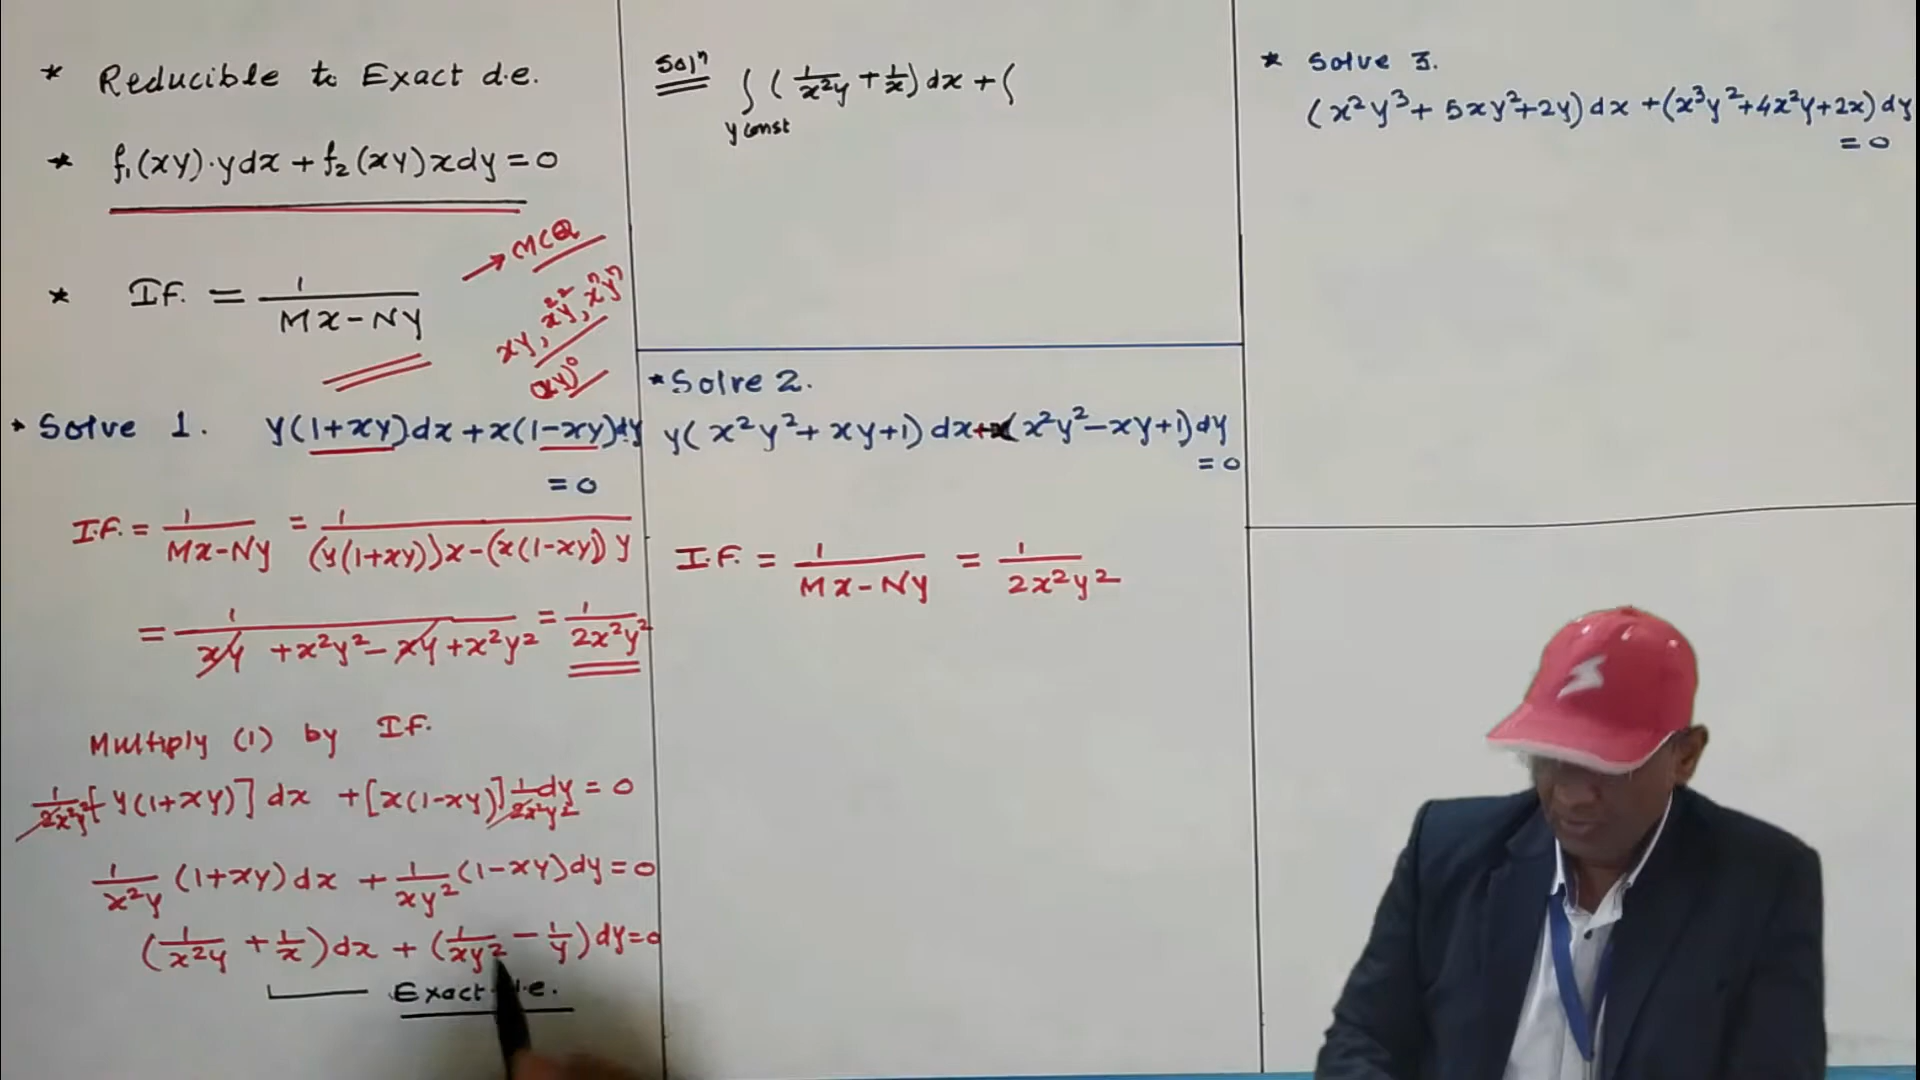 * Reducible to Exact d.e.
* f₁(xy)·ydx + f₂(xy)xdy = 0
* I.F. = 1/(Mx-Ny)
→ MCQ
xy, x²y², xⁿyⁿ
(xy)⁰
* Solve 1. y(1+xy)dx + x(1-xy)dy
= 0
I.F. = 1/(Mx-Ny) = 1/((y(1+xy))x-(x(1-xy))y)
= 1/(xy + x²y² - xy + x²y²) = 1/(2x²y²)
Multiply (1) by I.F.
1/(2x²y²)[y(1+xy)]dx + [x(1-xy)] 1/(2x²y²) dy = 0
1/(x²y) (1+xy)dx + 1/(xy²) (1-xy)dy = 0
(1/(x²y) + 1/x)dx + (1/(xy²) - 1/y)dy = 0
Exact d.e.
Solⁿ ∫ (1/(x²y) + 1/x)dx + (
y const
* Solve 2.
y(x²y²+xy+1)dx+x(x²y²-xy+1)dy
= 0
I.F. = 1/(Mx-Ny) = 1/(2x²y²)
* Solve 3.
(x²y³+5xy²+2y)dx+(x³y²+4x²y+2x)dy
= 0